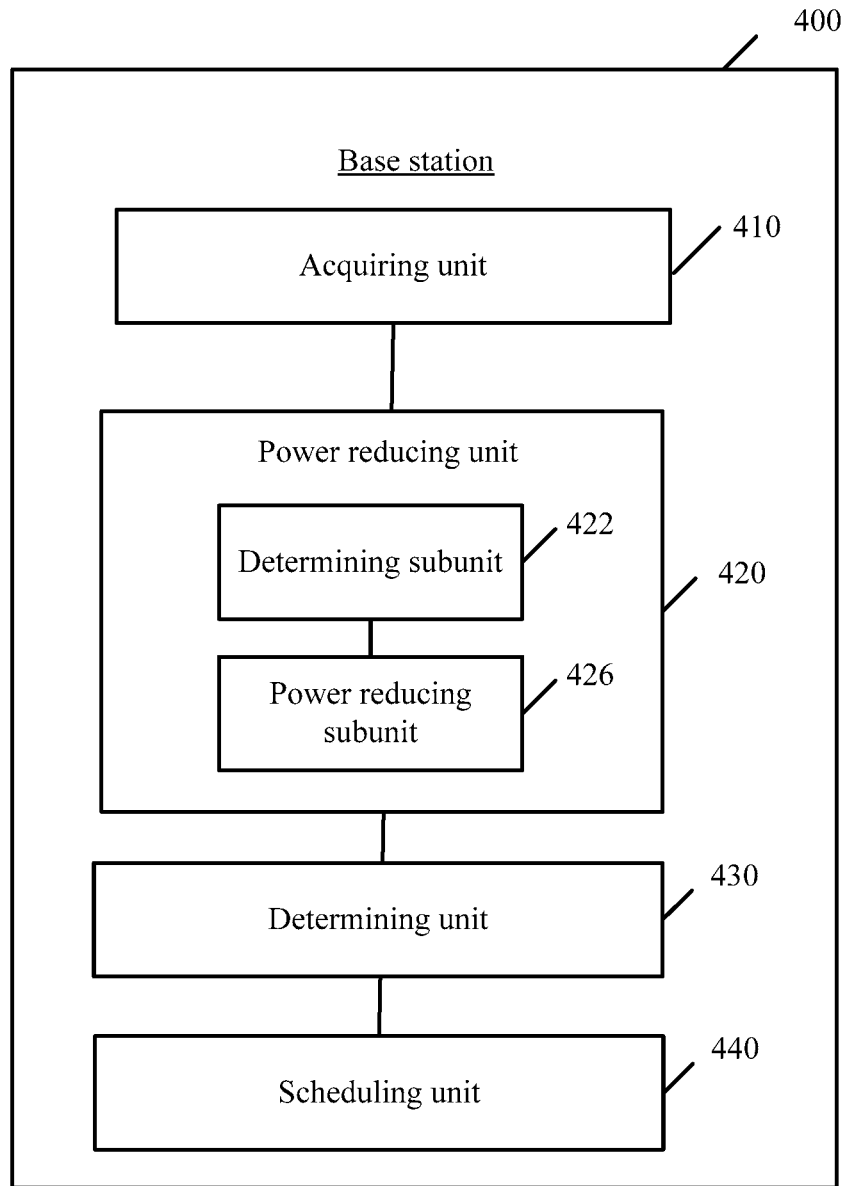 400
Base station
410
Acquiring unit
Power reducing unit
422
Determining subunit
420
426
Power reducing
subunit
430
Determining unit
440
Scheduling unit